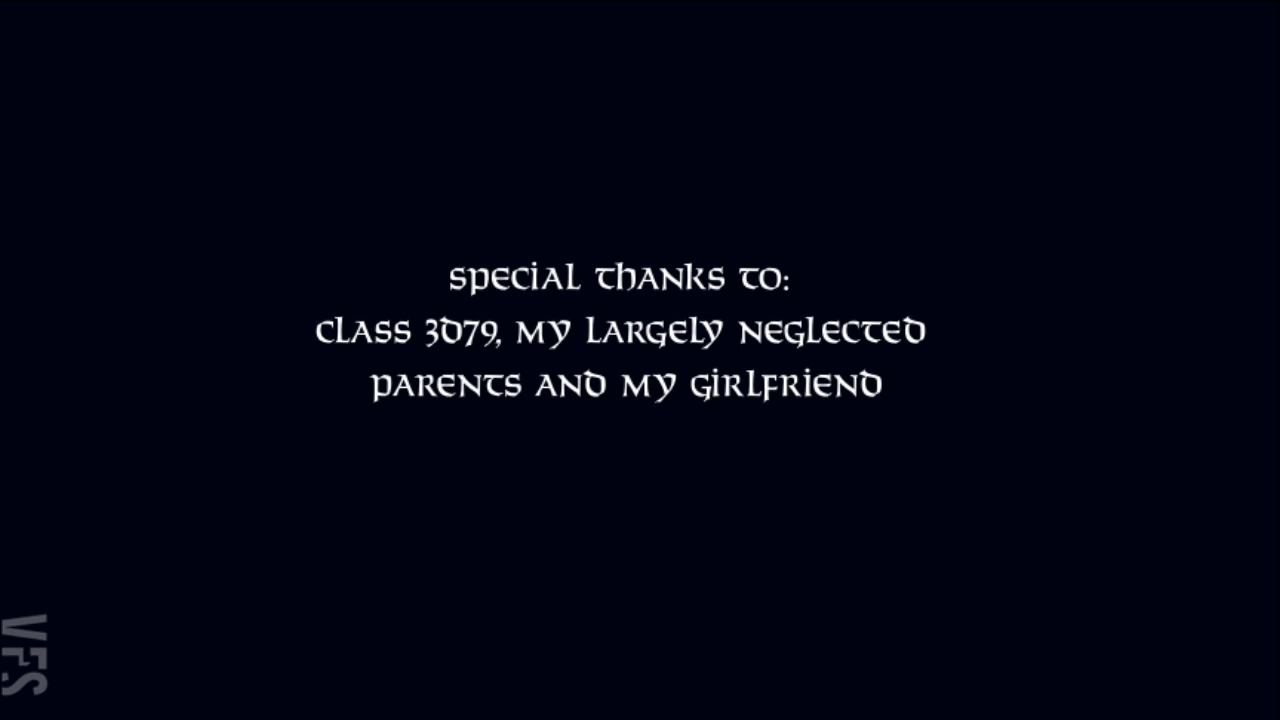 special thanks to:
class 3D79, my largely neglected
parents and my girlfriend
VFS